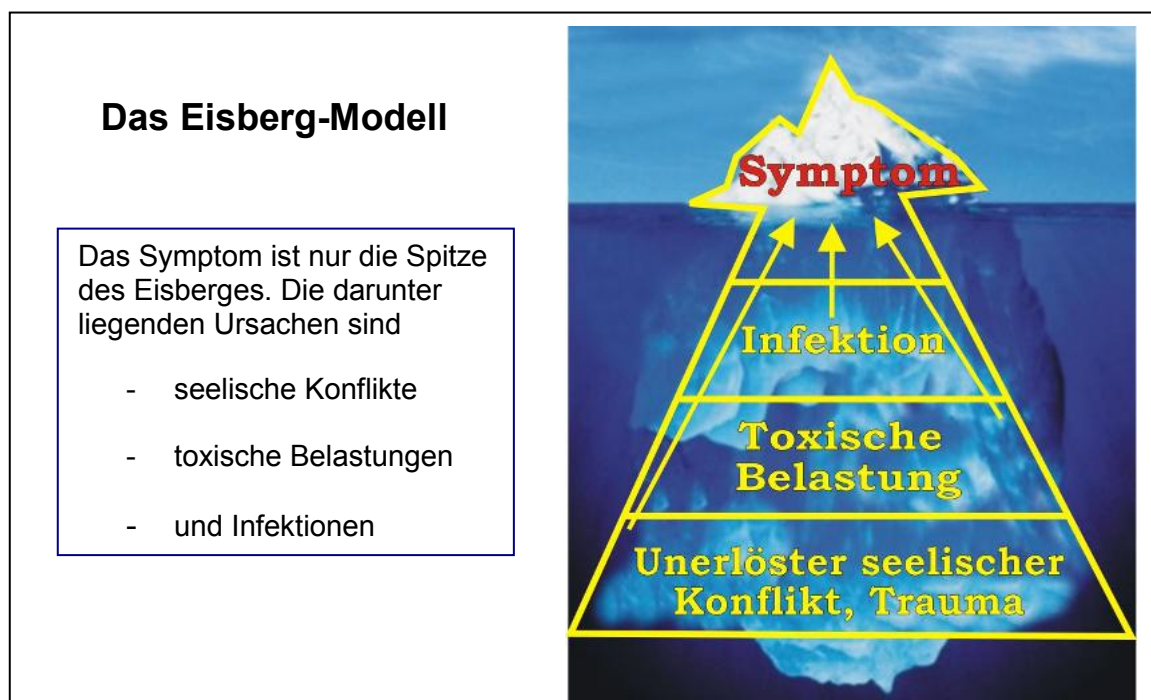 Das Eisberg-Modell
Das Symptom ist nur die Spitze
des Eisberges. Die darunter
liegenden Ursachen sind
- seelische Konflikte
- toxische Belastungen
- und Infektionen
Symptom
Infektion
Toxische
Belastung
Unerlöster seelischer
Konflikt, Trauma